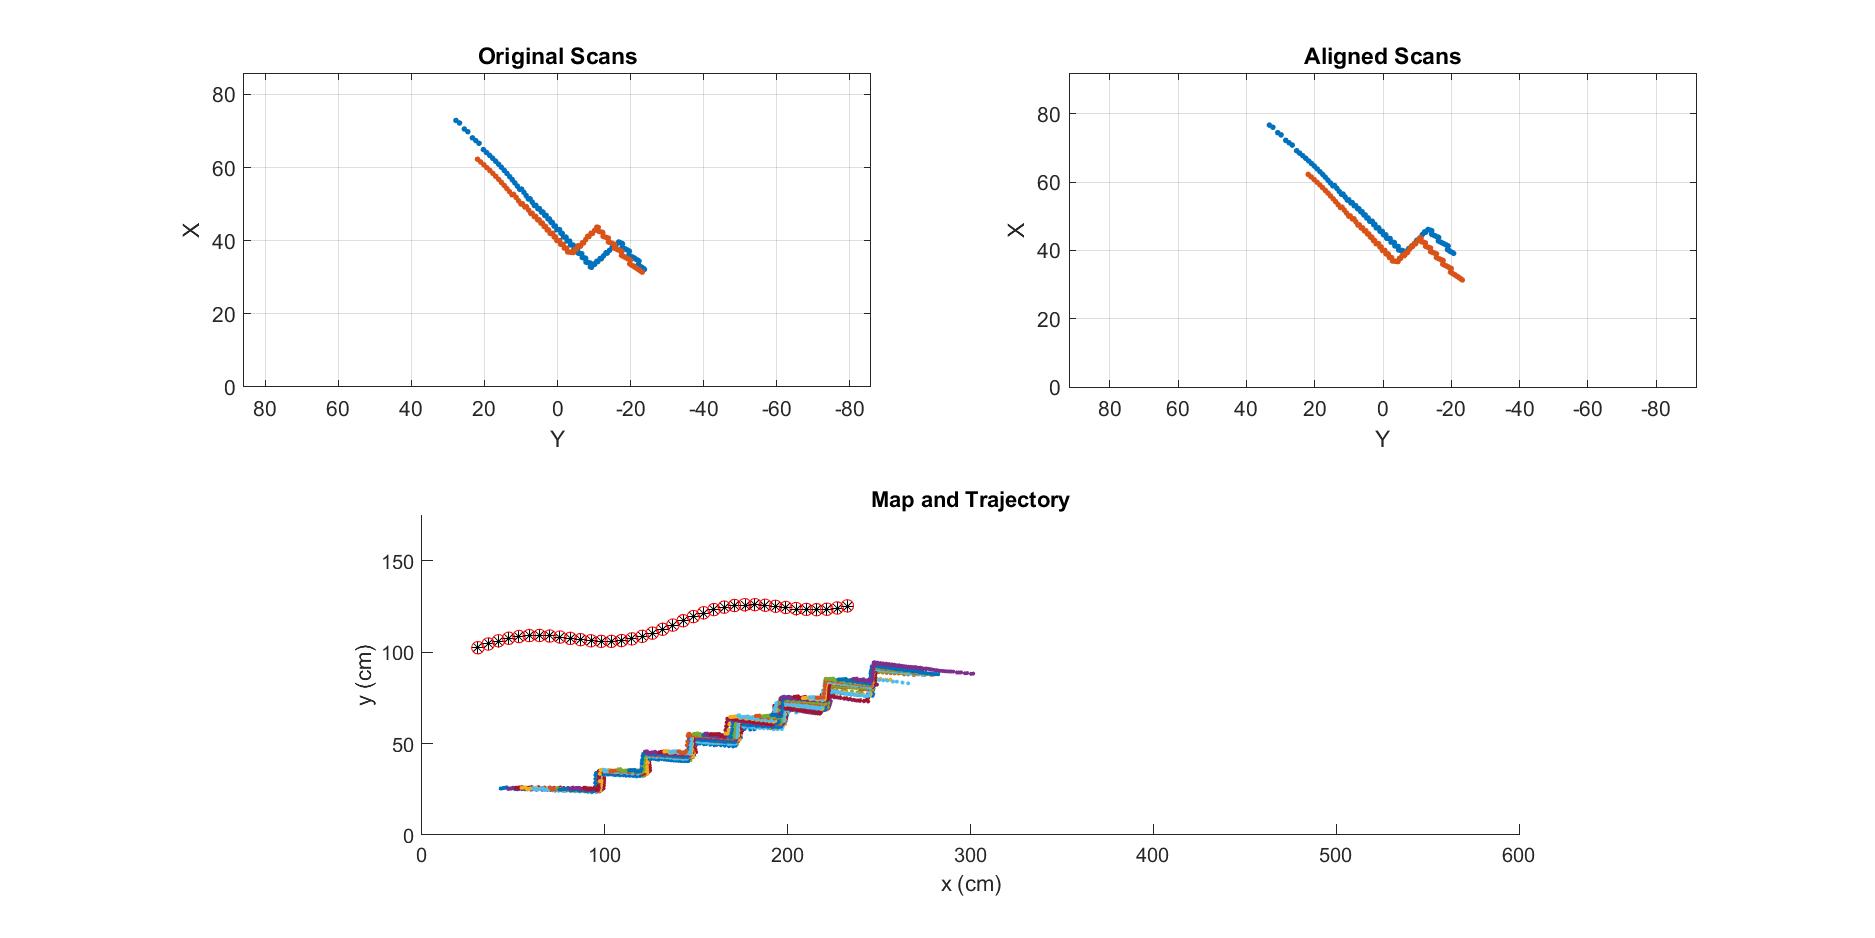 Original Scans
80
60
40
20
0
X
80 60 40 20 0 -20 -40 -60 -80
Y
Aligned Scans
80
60
40
20
0
X
80 60 40 20 0 -20 -40 -60 -80
Y
Map and Trajectory
150
100
50
0
y (cm)
0 100 200 300 400 500 600
x (cm)